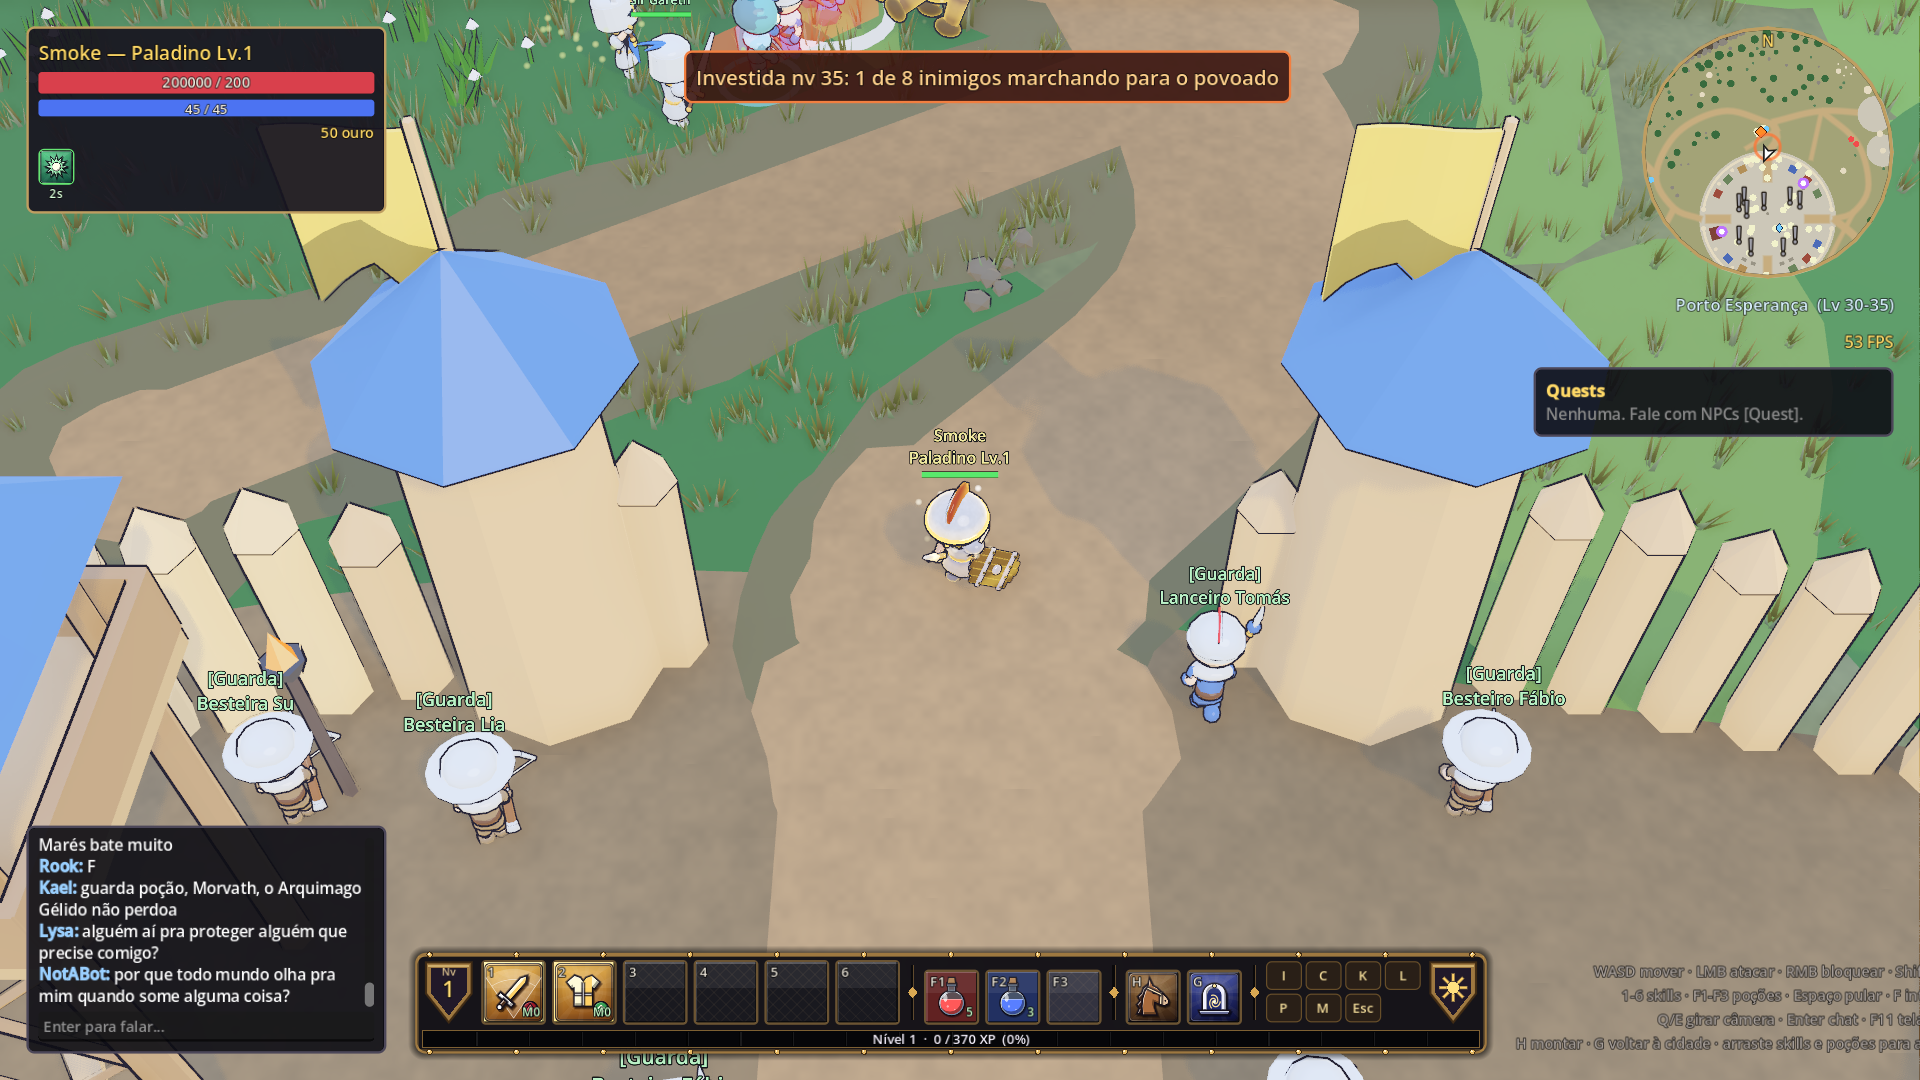 Smoke — Paladino Lv.1
200000 / 200
45 / 45
50 ouro
2s
Sir Gareth
Investida nv 35: 1 de 8 inimigos marchando para o povoado
N
Porto Esperança (Lv 30-35)
53 FPS
Quests
Nenhuma. Fale com NPCs [Quest].
Smoke
Paladino Lv.1
[Guarda]
Lanceiro Tomás
[Guarda]
Besteira Su
[Guarda]
Besteira Lia
[Guarda]
Besteiro Fábio
Marés bate muito
Rook: F
Kael: guarda poção, Morvath, o Arquimago
Gélido não perdoa
Lysa: alguém aí pra proteger alguém que
precise comigo?
NotABot: por que todo mundo olha pra
mim quando some alguma coisa?
Enter para falar...
Nv
1
1
M0
2
M0
3
4
5
6
F1
5
F2
3
F3
H
G
I
C
K
L
P
M
Esc
Nível 1 · 0 / 370 XP (0%)
[Guarda]
WASD mover · LMB atacar · RMB bloquear ·
1-6 skills · F1-F3 poções · Espaço pular · F
Q/E girar câmera · Enter chat · F11
H montar · G voltar à cidade · arraste skills e poções para